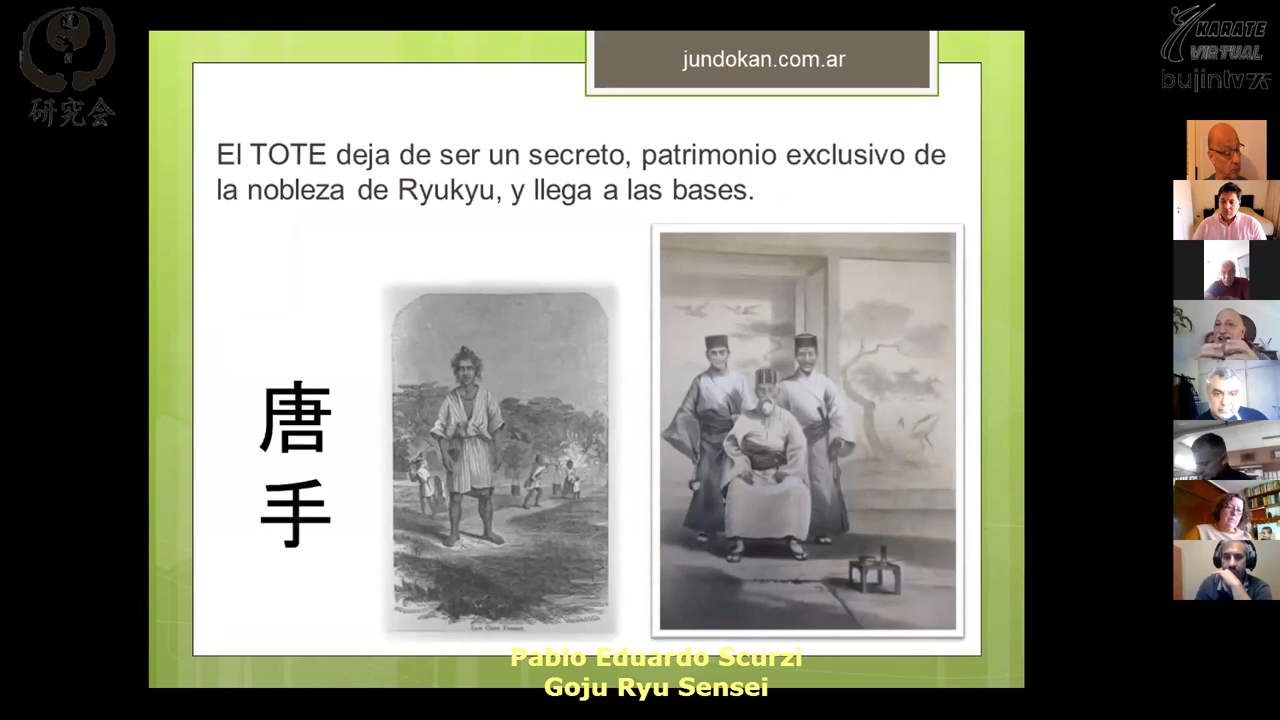 道
研究会
jundokan.com.ar
KARATE
VIRTUAL
bujintv
El TOTE deja de ser un secreto, patrimonio exclusivo de
la nobleza de Ryukyu, y llega a las bases.
唐
手
Pablo Eduardo Scurzi
Goju Ryu Sensei